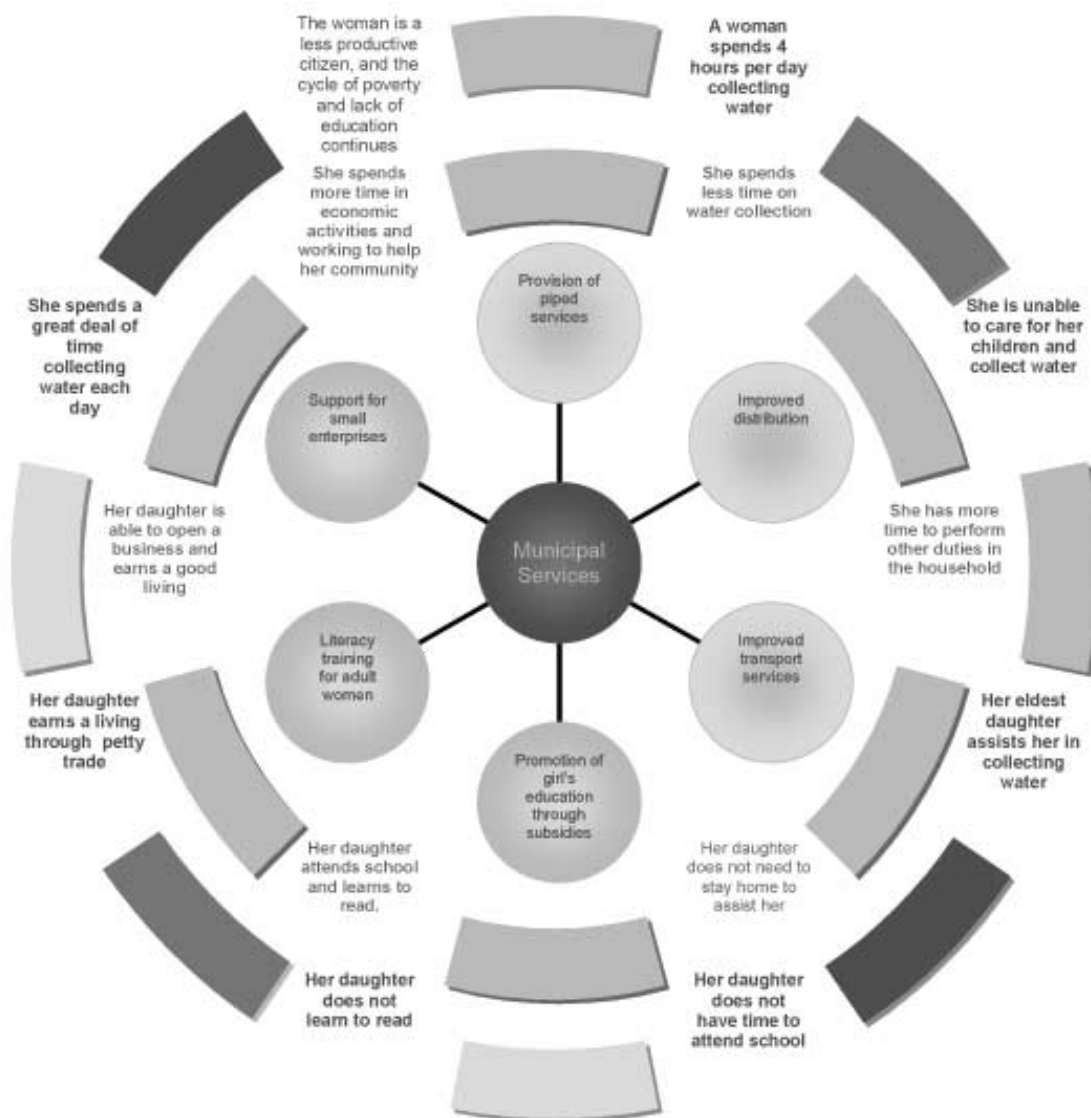 The woman is a
less productive
citizen, and the
cycle of poverty
and lack of
education
continues
A woman
spends 4
hours per day
collecting
water
She spends
more time in
economic
activities and
working to help
her community
She spends
less time on
water collection
Provision of
piped
services
She spends a
great deal of
time
collecting
water each
day
She is unable
to care for her
children and
collect water
Support for
small
enterprises
Improved
distribution
Her daughter is
able to open a
business and
earns a good
living
Municipal
Services
She has more
time to perform
other duties in
the household
Literacy
training
for adult
women
Improved
transport
services
Her daughter
earns a living
through petty
trade
Her eldest
daughter
assists her in
collecting
water
Promotion of
girl's
education
through
subsidies
Her daughter
attends school
and learns to
read.
Her daughter
does not need to
stay home to
assist her
Her daughter
does not
learn to read
Her daughter
does not
have time to
attend school